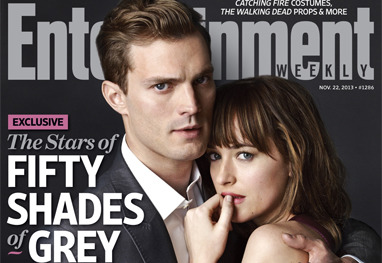 CATCHING FIRE COSTUMES,
THE WALKING DEAD PROPS & MORE
Entertainment
WEEKLY
NOV. 22, 2013 • #1286
EXCLUSIVE
The Stars of
FIFTY
SHADES
of
GREY